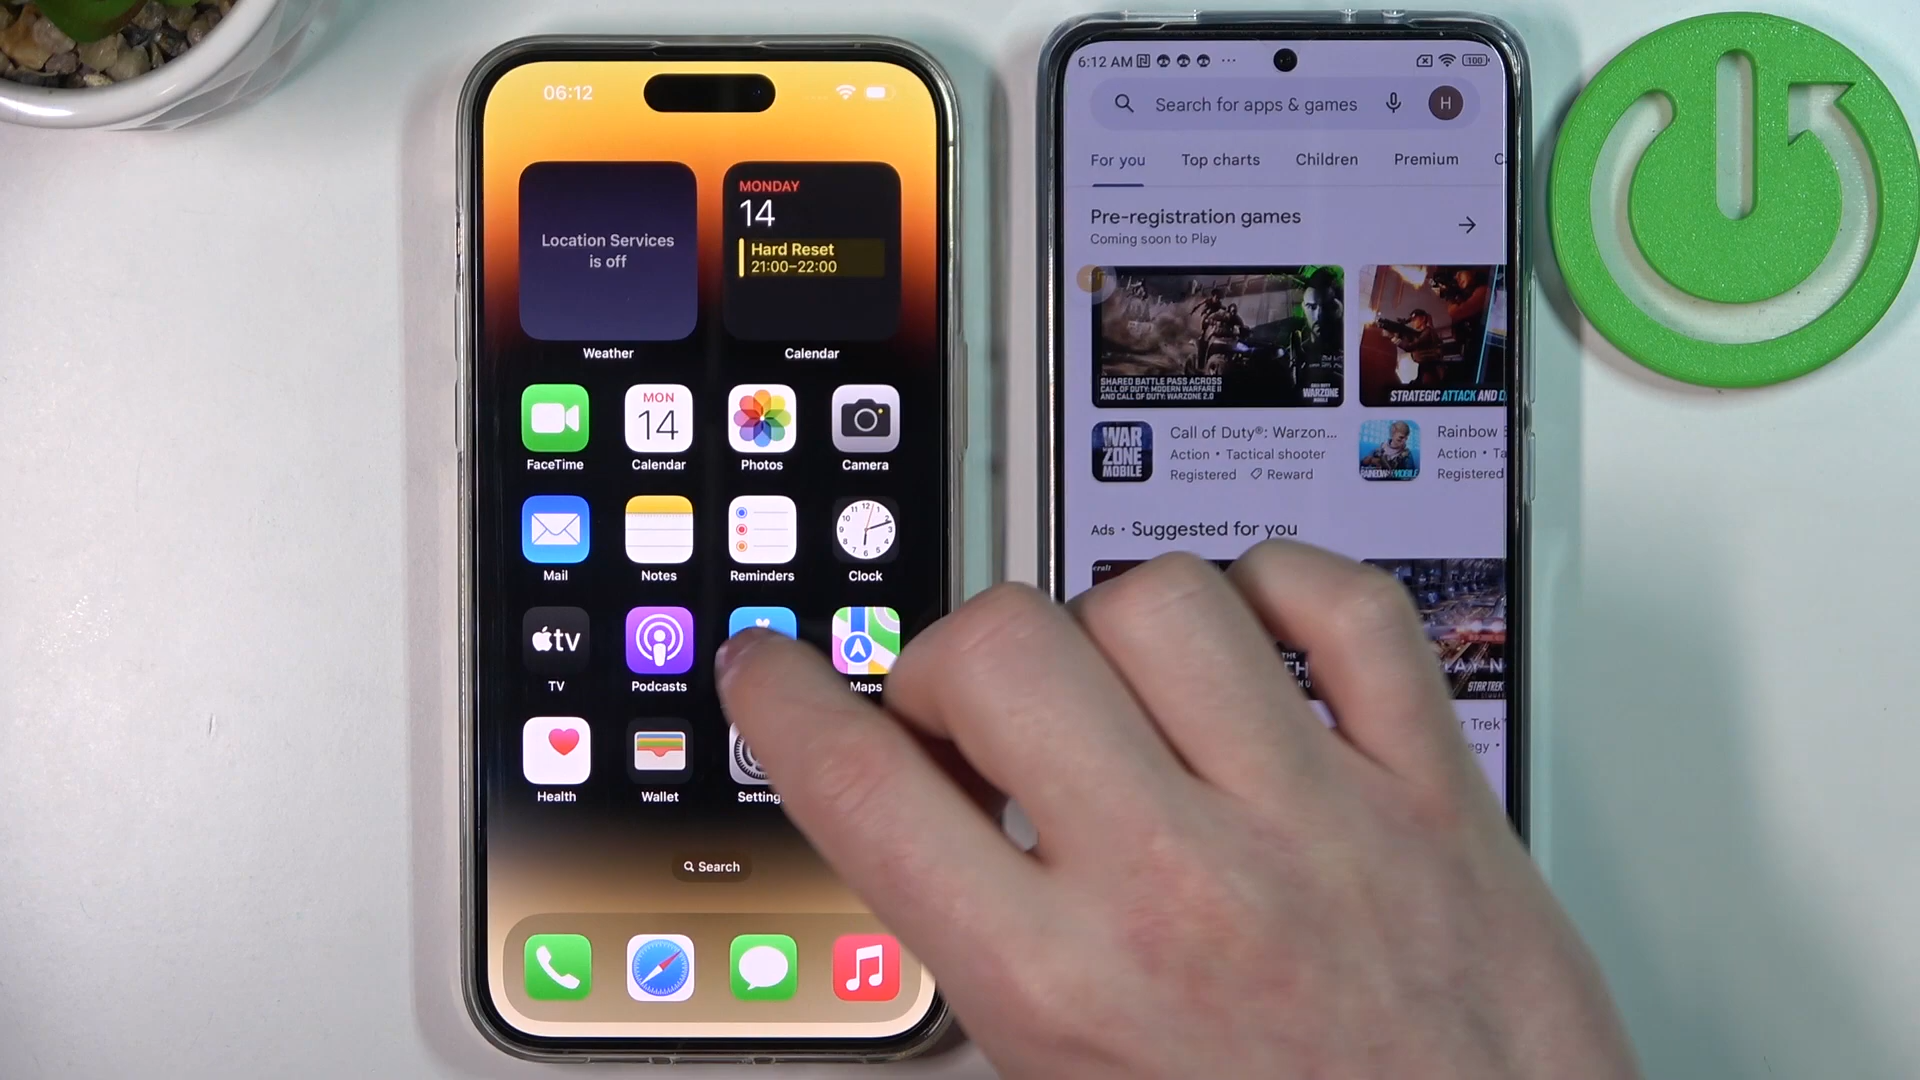 06:12
Location Services
is off
Weather
MONDAY
14
Hard Reset
21:00–22:00
Calendar
FaceTime
MON
14
Calendar
Photos
Camera
Mail
Notes
Reminders
Clock
tv
TV
Podcasts
Maps
Health
Wallet
Setting
Search
6:12 AM
100
Search for apps & games
H
For you
Top charts
Children
Premium
C
Pre-registration games
Coming soon to Play
SHARED BATTLE PASS ACROSS
CALL OF DUTY: MODERN WARFARE II
AND CALL OF DUTY: WARZONE 2.0
WARZONE
STRATEGIC ATTACK AND D
WAR
ZONE
MOBILE
Call of Duty®: Warzon...
Action • Tactical shooter
Registered Reward
Rainbow
Action • Ta
Registered
Ads • Suggested for you
THE
STAR TREK
r Trek
egy •